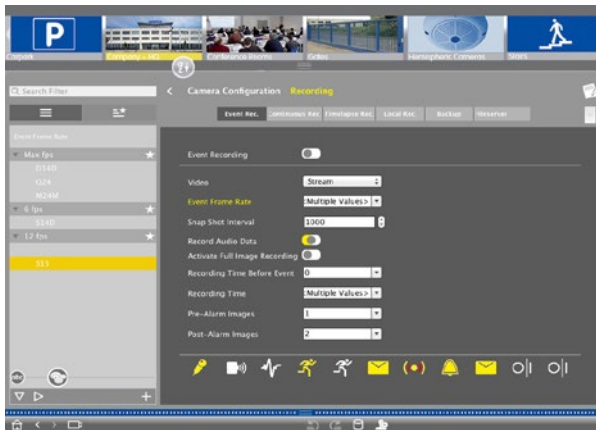 P
Carpark
Company - HQ
Conference Rooms
Gates
Hemispheric Cameras
Stairs
Search Filter
Camera Configuration Recording
Event Rec.
Continuous Rec.
Timelapse Rec.
Local Rec.
Backup
MxServer
Event Frame Rate
Max fps
D14D
Q24
M24M
6 fps
S14D
12 fps
S15
Event Recording
Video Stream
Event Frame Rate <Multiple Values>
Snap Shot Interval 1000
Record Audio Data
Activate Full Image Recording
Recording Time Before Event 0
Recording Time <Multiple Values>
Pre-Alarm Images 1
Post-Alarm Images 2
abc